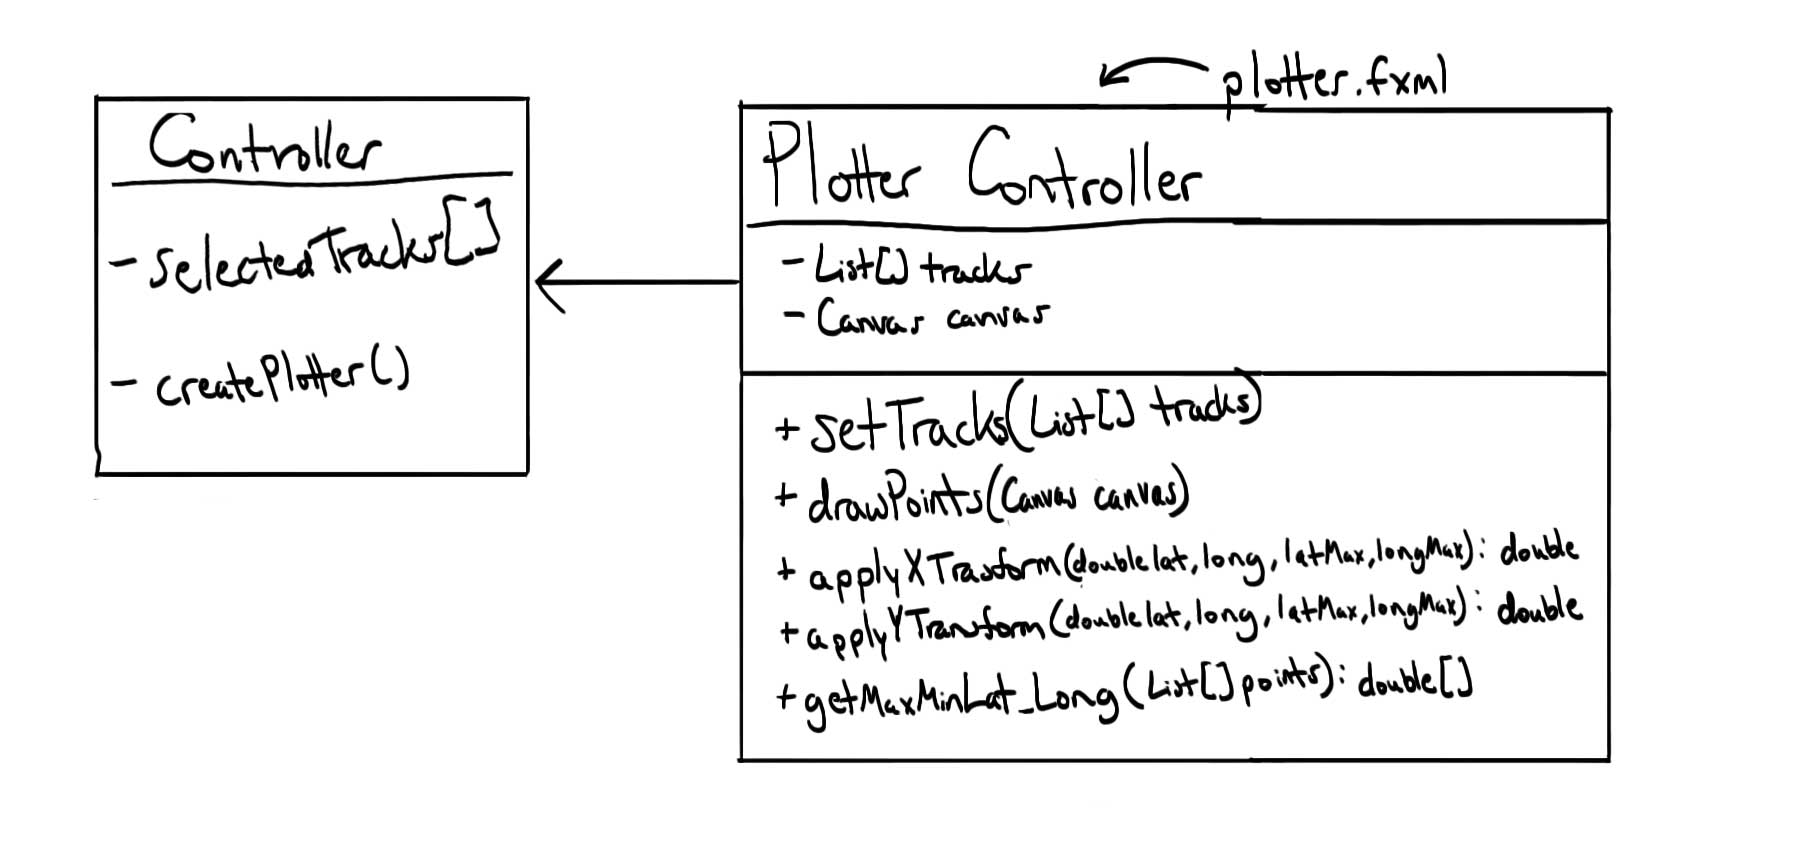 Controller
- selectedTracks[]
- createPlotter()
plotter.fxml
Plotter Controller
- List[] tracks
- Canvas canvas
+ setTracks(List[] tracks)
+ drawPoints(Canvas canvas)
+ applyXTrasform(double lat, long, latMax, longMax): double
+ applyYTransform(double lat, long, latMax, longMax): double
+ getMaxMinLat_Long(List[] points): double[]